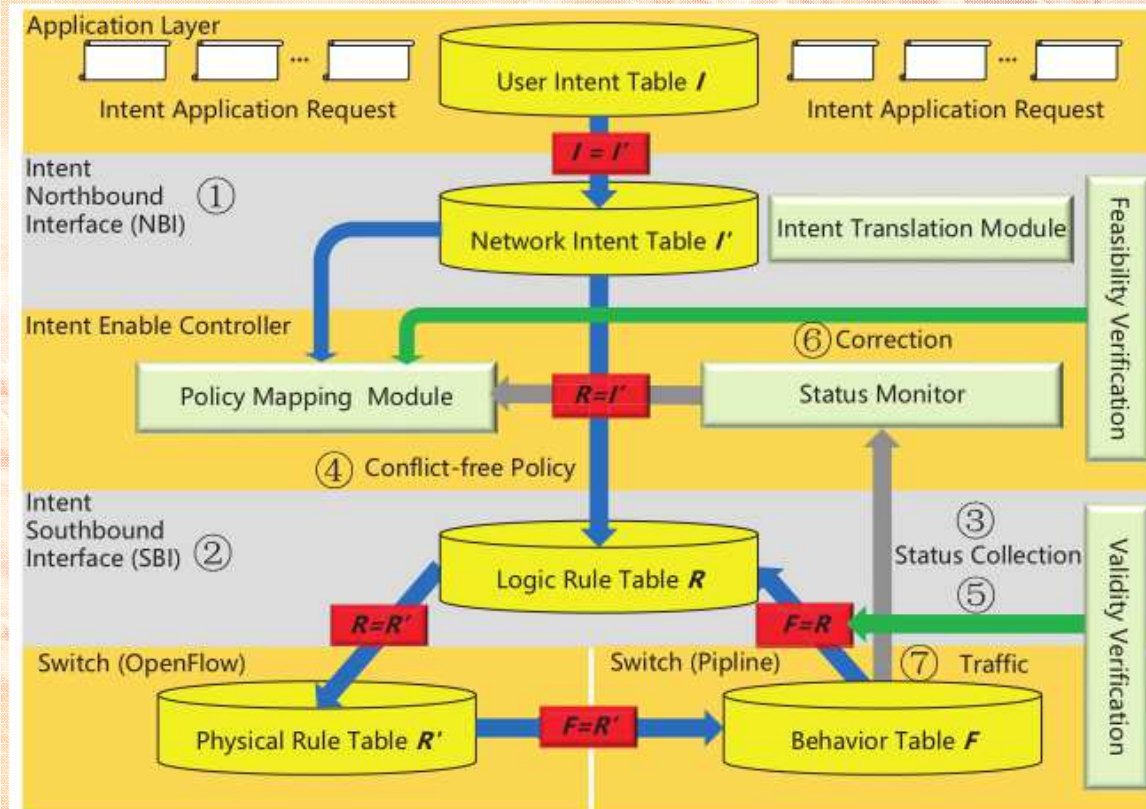 Application Layer
...
...
User Intent Table I
Intent Application Request
Intent Application Request
I = I'
Intent
Northbound
Interface (NBI)
①
Network Intent Table I'
Intent Translation Module
Feasibility Verification
Intent Enable Controller
⑥ Correction
Policy Mapping Module
R=I'
Status Monitor
④ Conflict-free Policy
Intent
Southbound
Interface (SBI)
②
③
Status Collection
⑤
Logic Rule Table R
Validity Verification
R=R'
F=R
Switch (OpenFlow)
Switch (Pipline)
⑦ Traffic
Physical Rule Table R'
F=R'
Behavior Table F